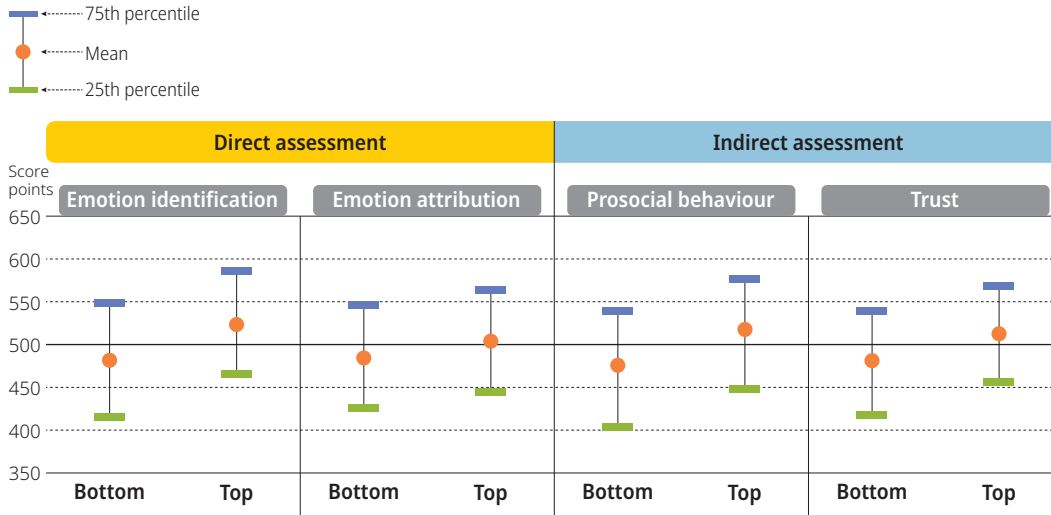 75th percentile
Mean
25th percentile
Direct assessment
Indirect assessment
Score
points
Emotion identification
Emotion attribution
Prosocial behaviour
Trust
650
600
550
500
450
400
350
Bottom
Top
Bottom
Top
Bottom
Top
Bottom
Top